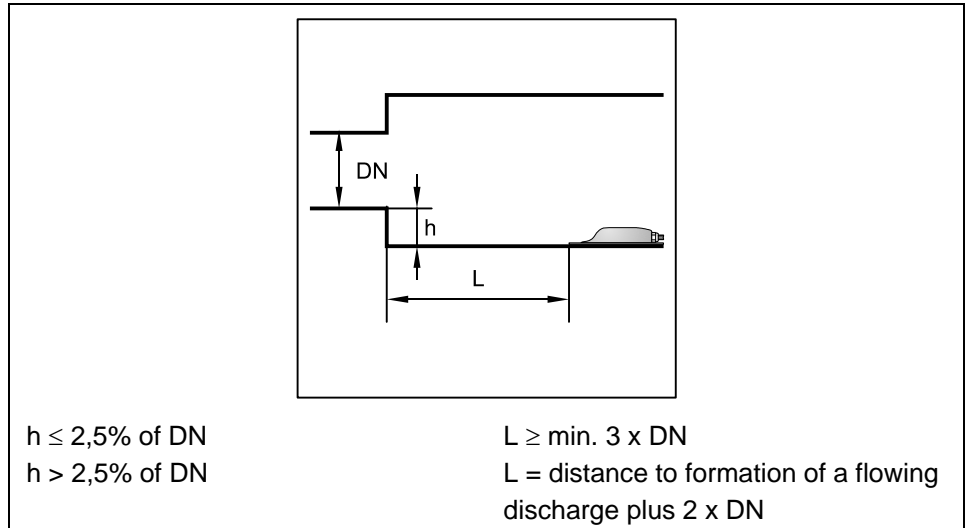 DN
h
L
h ≤ 2,5% of DN
L ≥ min. 3 x DN
h > 2,5% of DN
L = distance to formation of a flowing
discharge plus 2 x DN